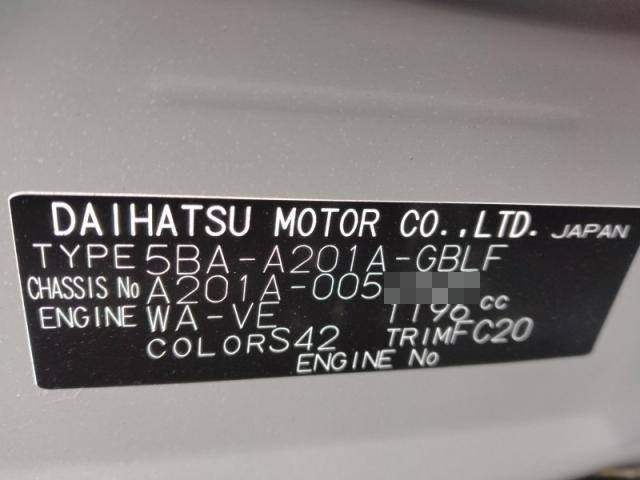 DAIHATSU MOTOR CO.,LTD. JAPAN
TYPE 5BA-A201A-GBLF
CHASSIS No A201A-005
ENGINE WA-VE 1196 cc
COLOR S42 TRIM FC20
ENGINE No